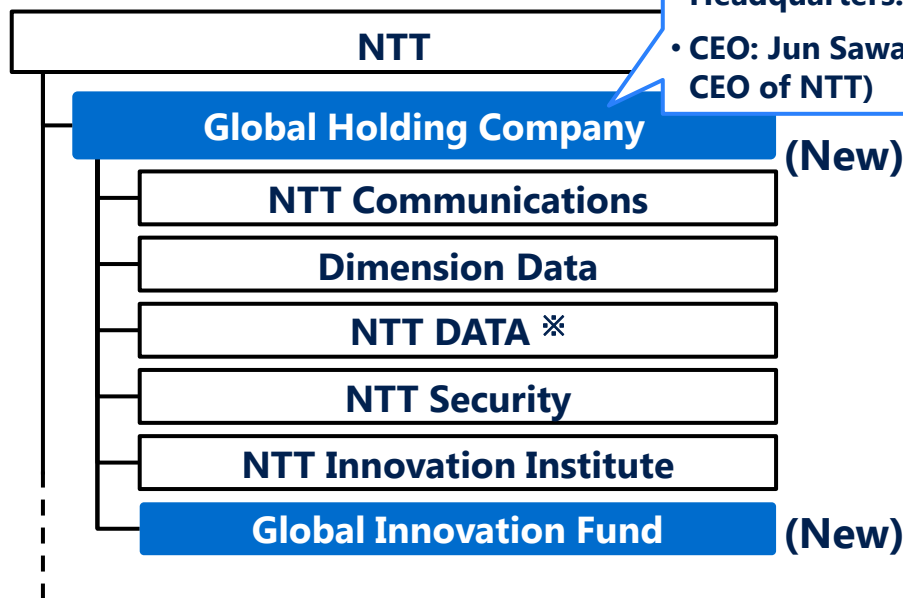 Headquarters:
NTT
• CEO: Jun Sawa
CEO of NTT)
Global Holding Company
(New)
NTT Communications
Dimension Data
NTT DATA ※
NTT Security
NTT Innovation Institute
Global Innovation Fund
(New)